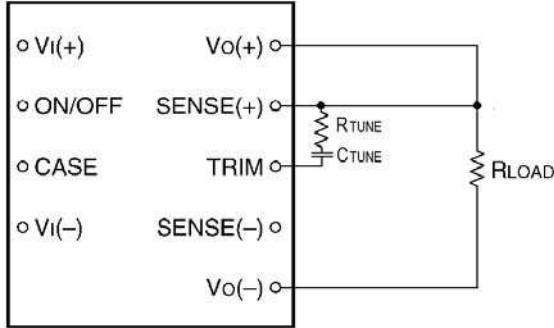 VI(+)
VO(+)
ON/OFF
SENSE(+)
RTUNE
CTUNE
CASE
TRIM
RLOAD
VI(−)
SENSE(−)
VO(−)